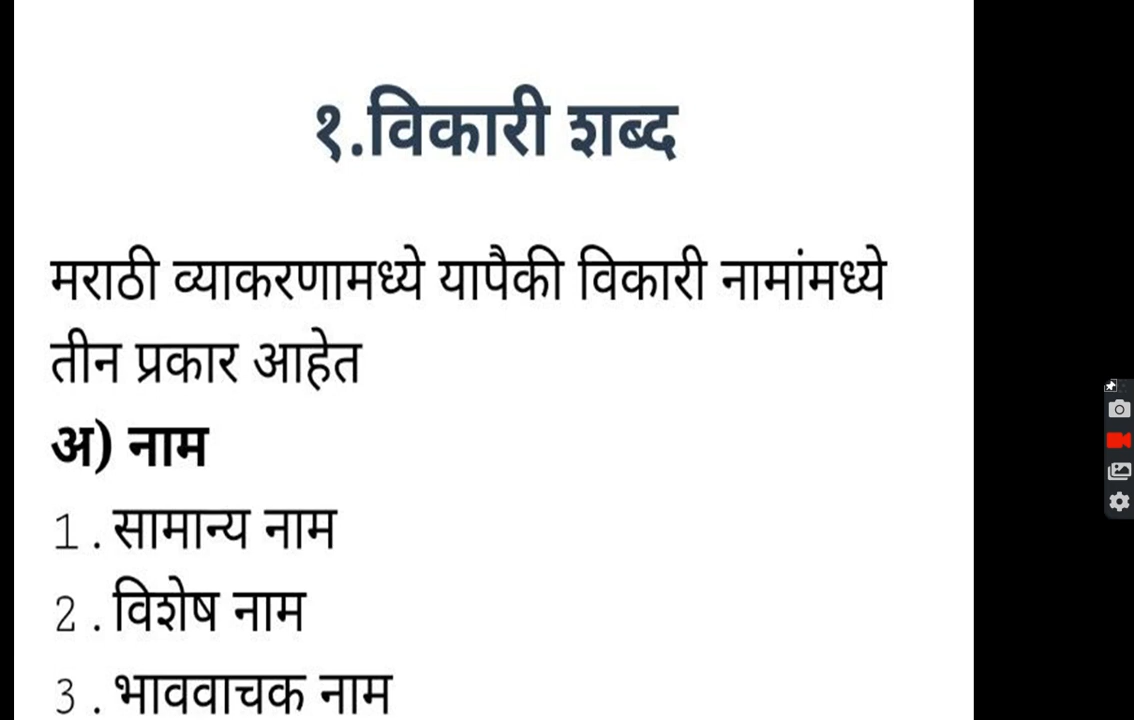 १.विकारी शब्द
मराठी व्याकरणामध्ये यापैकी विकारी नामांमध्ये
तीन प्रकार आहेत
अ) नाम
1.सामान्य नाम
2.विशेष नाम
3.भाववाचक नाम